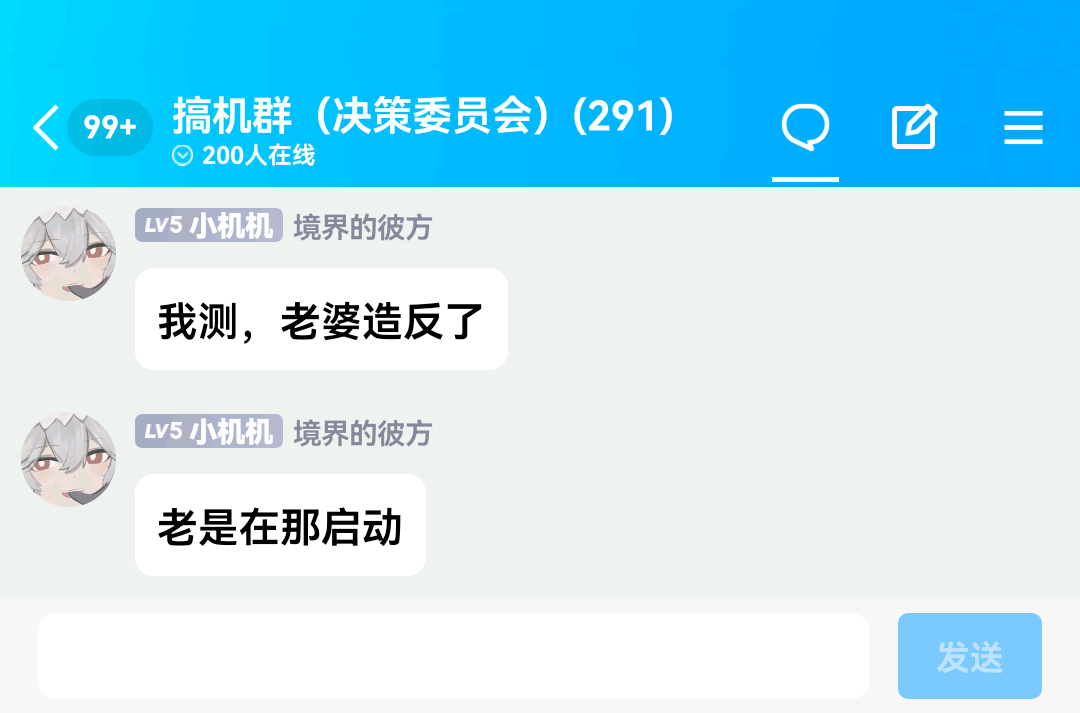 99+
搞机群（决策委员会）(291)
200人在线
LV5 小机机 境界的彼方
我测，老婆造反了
LV5 小机机 境界的彼方
老是在那启动
发送